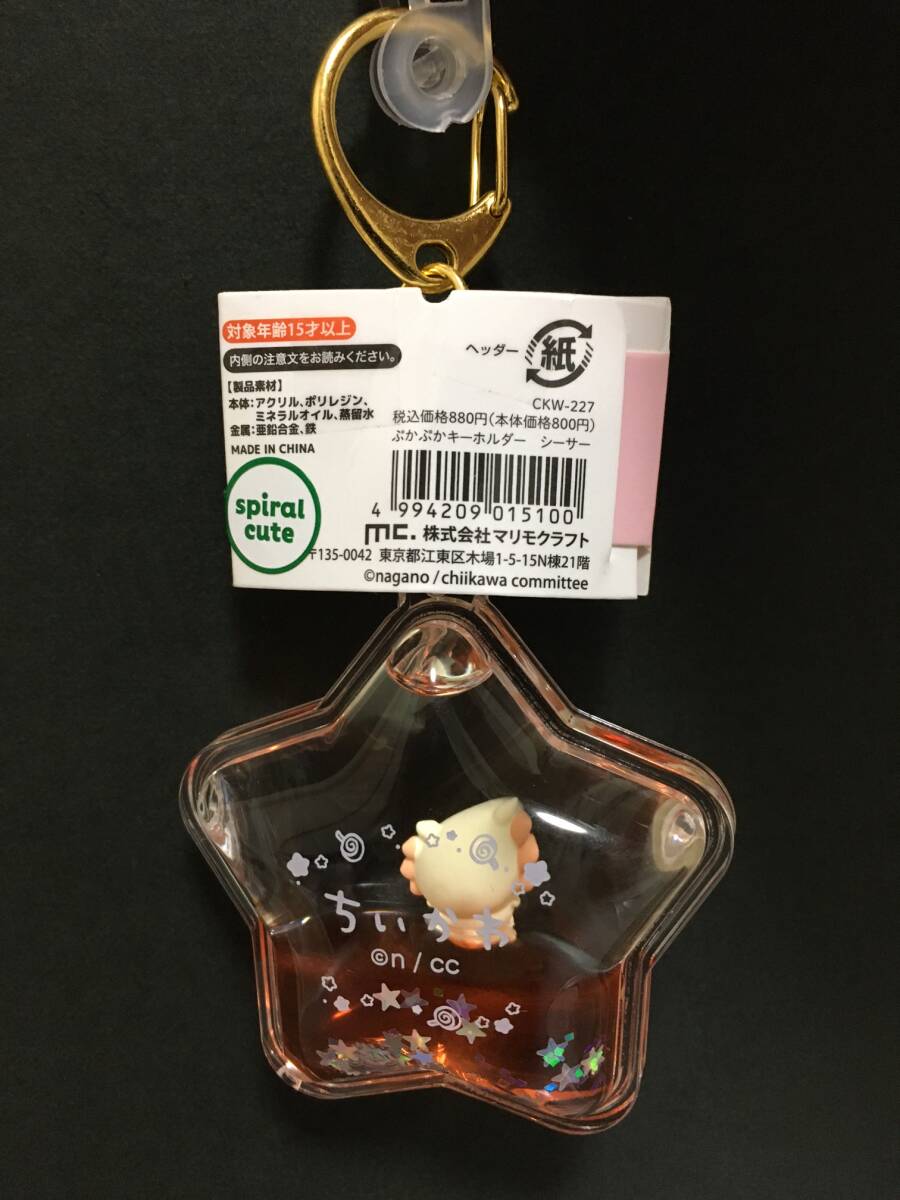 対象年齢15才以上
内側の注意文をお読みください。
【製品素材】
本体:アクリル、ポリレジン、
ミネラルオイル、蒸留水
金属:亜鉛合金、鉄
MADE IN CHINA
spiral
cute
ヘッダー 紙
CKW-227
税込価格880円(本体価格800円)
ぷかぷかキーホルダー シーサー
4 994209 015100
mc. 株式会社マリモクラフト
〒135-0042 東京都江東区木場1-5-15N棟21階
©nagano / chiikawa committee
ちいかわ
©n / cc